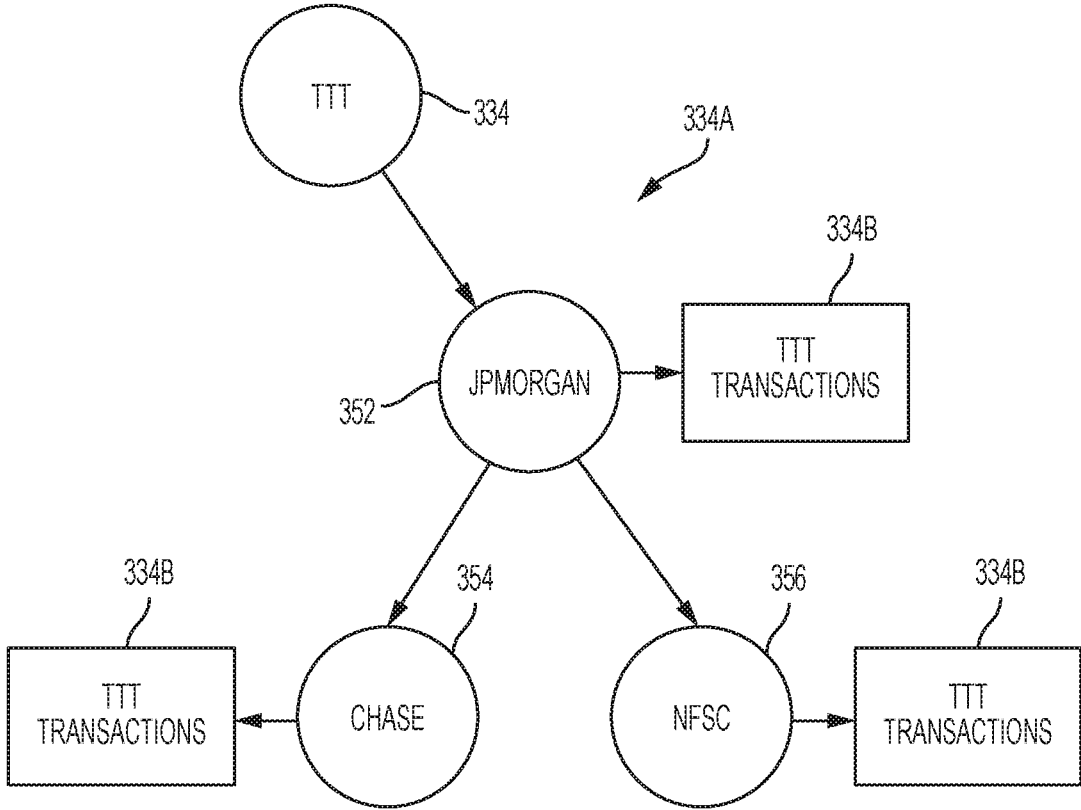 TTT
334
334A
334B
TTT
TRANSACTIONS
JPMORGAN
352
334B
354
356
334B
TTT
TRANSACTIONS
CHASE
NFSC
TTT
TRANSACTIONS